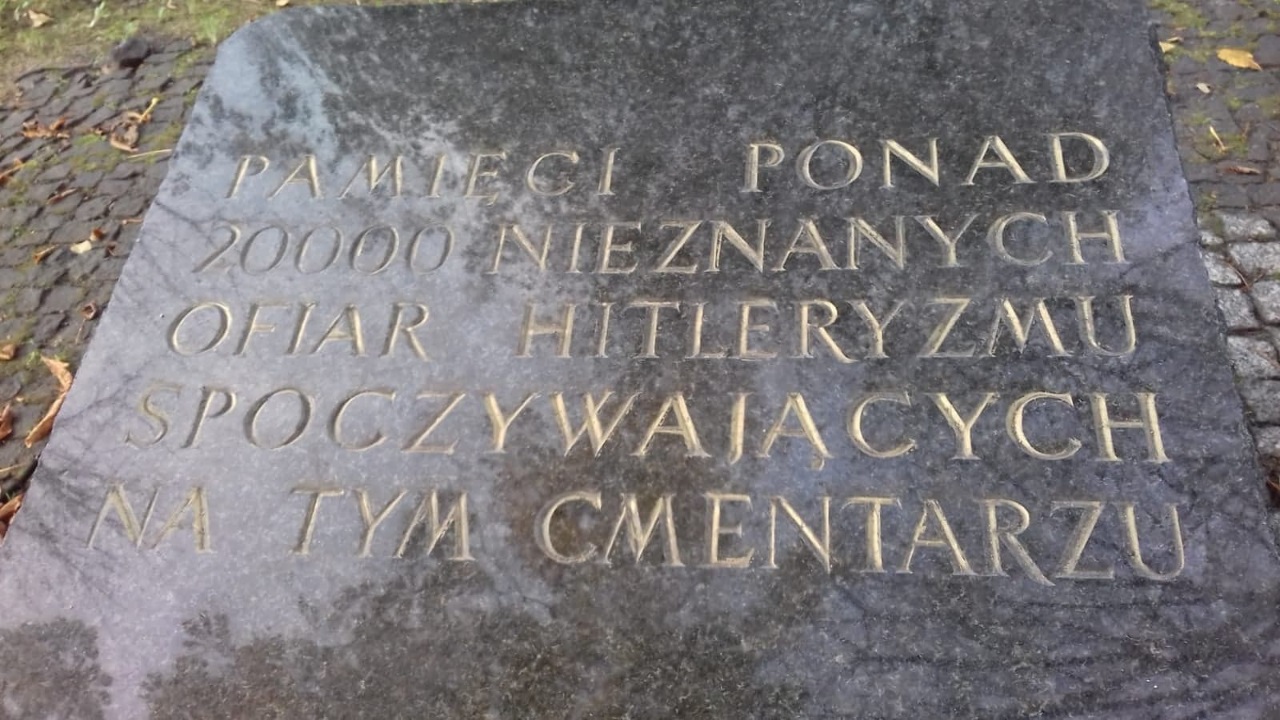 PAMIĘCI PONAD
20000 NIEZNANYCH
OFIAR HITLERYZMU
SPOCZYWAJĄCYCH
NA TYM CMENTARZU